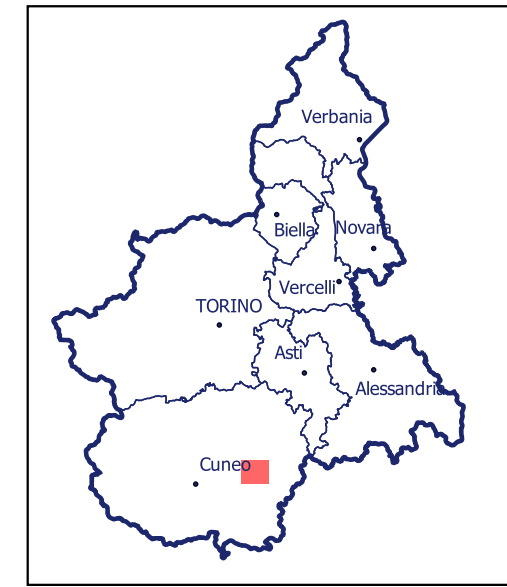 Verbania
Biella
Novara
Vercelli
TORINO
Asti
Alessandria
Cuneo